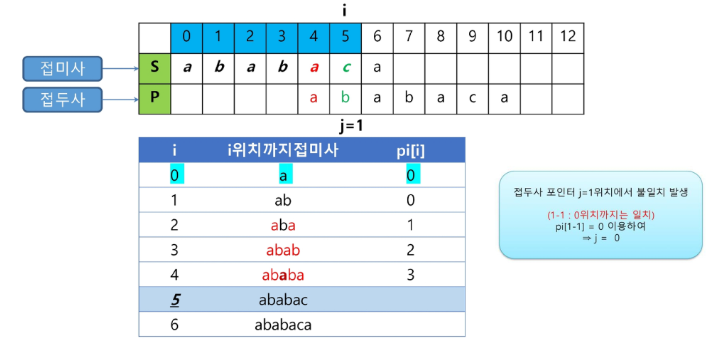 i
0 1 2 3 4 5 6 7 8 9 10 11 12
접미사 S a b a b a c a
접두사 P a b a b a c a
j=1
i i위치까지접미사 pi[i]
0 a 0
1 ab 0
2 aba 1
3 abab 2
4 ababa 3
5 ababac
6 ababaca
접두사 포인터 j=1위치에서 불일치 발생
(1-1 : 0위치까지는 일치)
pi[1-1] = 0 이용하여
⇒ j = 0